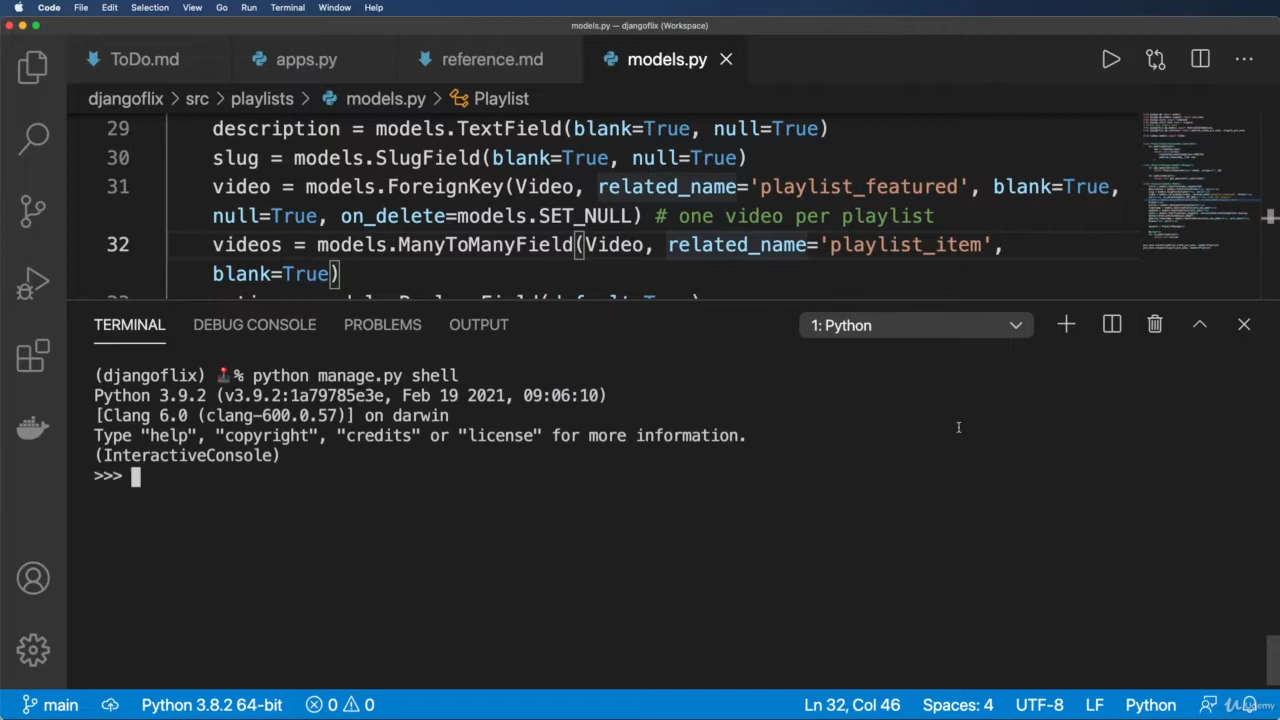 Code File Edit Selection View Go Run Terminal Window Help
models.py — djangoflix (Workspace)
ToDo.md apps.py reference.md models.py
djangoflix > src > playlists > models.py > Playlist
29 description = models.TextField(blank=True, null=True)
30 slug = models.SlugField(blank=True, null=True)
31 video = models.ForeignKey(Video, related_name='playlist_featured', blank=True,
null=True, on_delete=models.SET_NULL) # one video per playlist
32 videos = models.ManyToManyField(Video, related_name='playlist_item',
blank=True)
TERMINAL DEBUG CONSOLE PROBLEMS OUTPUT 1: Python
(djangoflix) 🕹% python manage.py shell
Python 3.9.2 (v3.9.2:1a79785e3e, Feb 19 2021, 09:06:10)
[Clang 6.0 (clang-600.0.57)] on darwin
Type "help", "copyright", "credits" or "license" for more information.
(InteractiveConsole)
>>>
main Python 3.8.2 64-bit 0 0 Ln 32, Col 46 Spaces: 4 UTF-8 LF Python Udemy